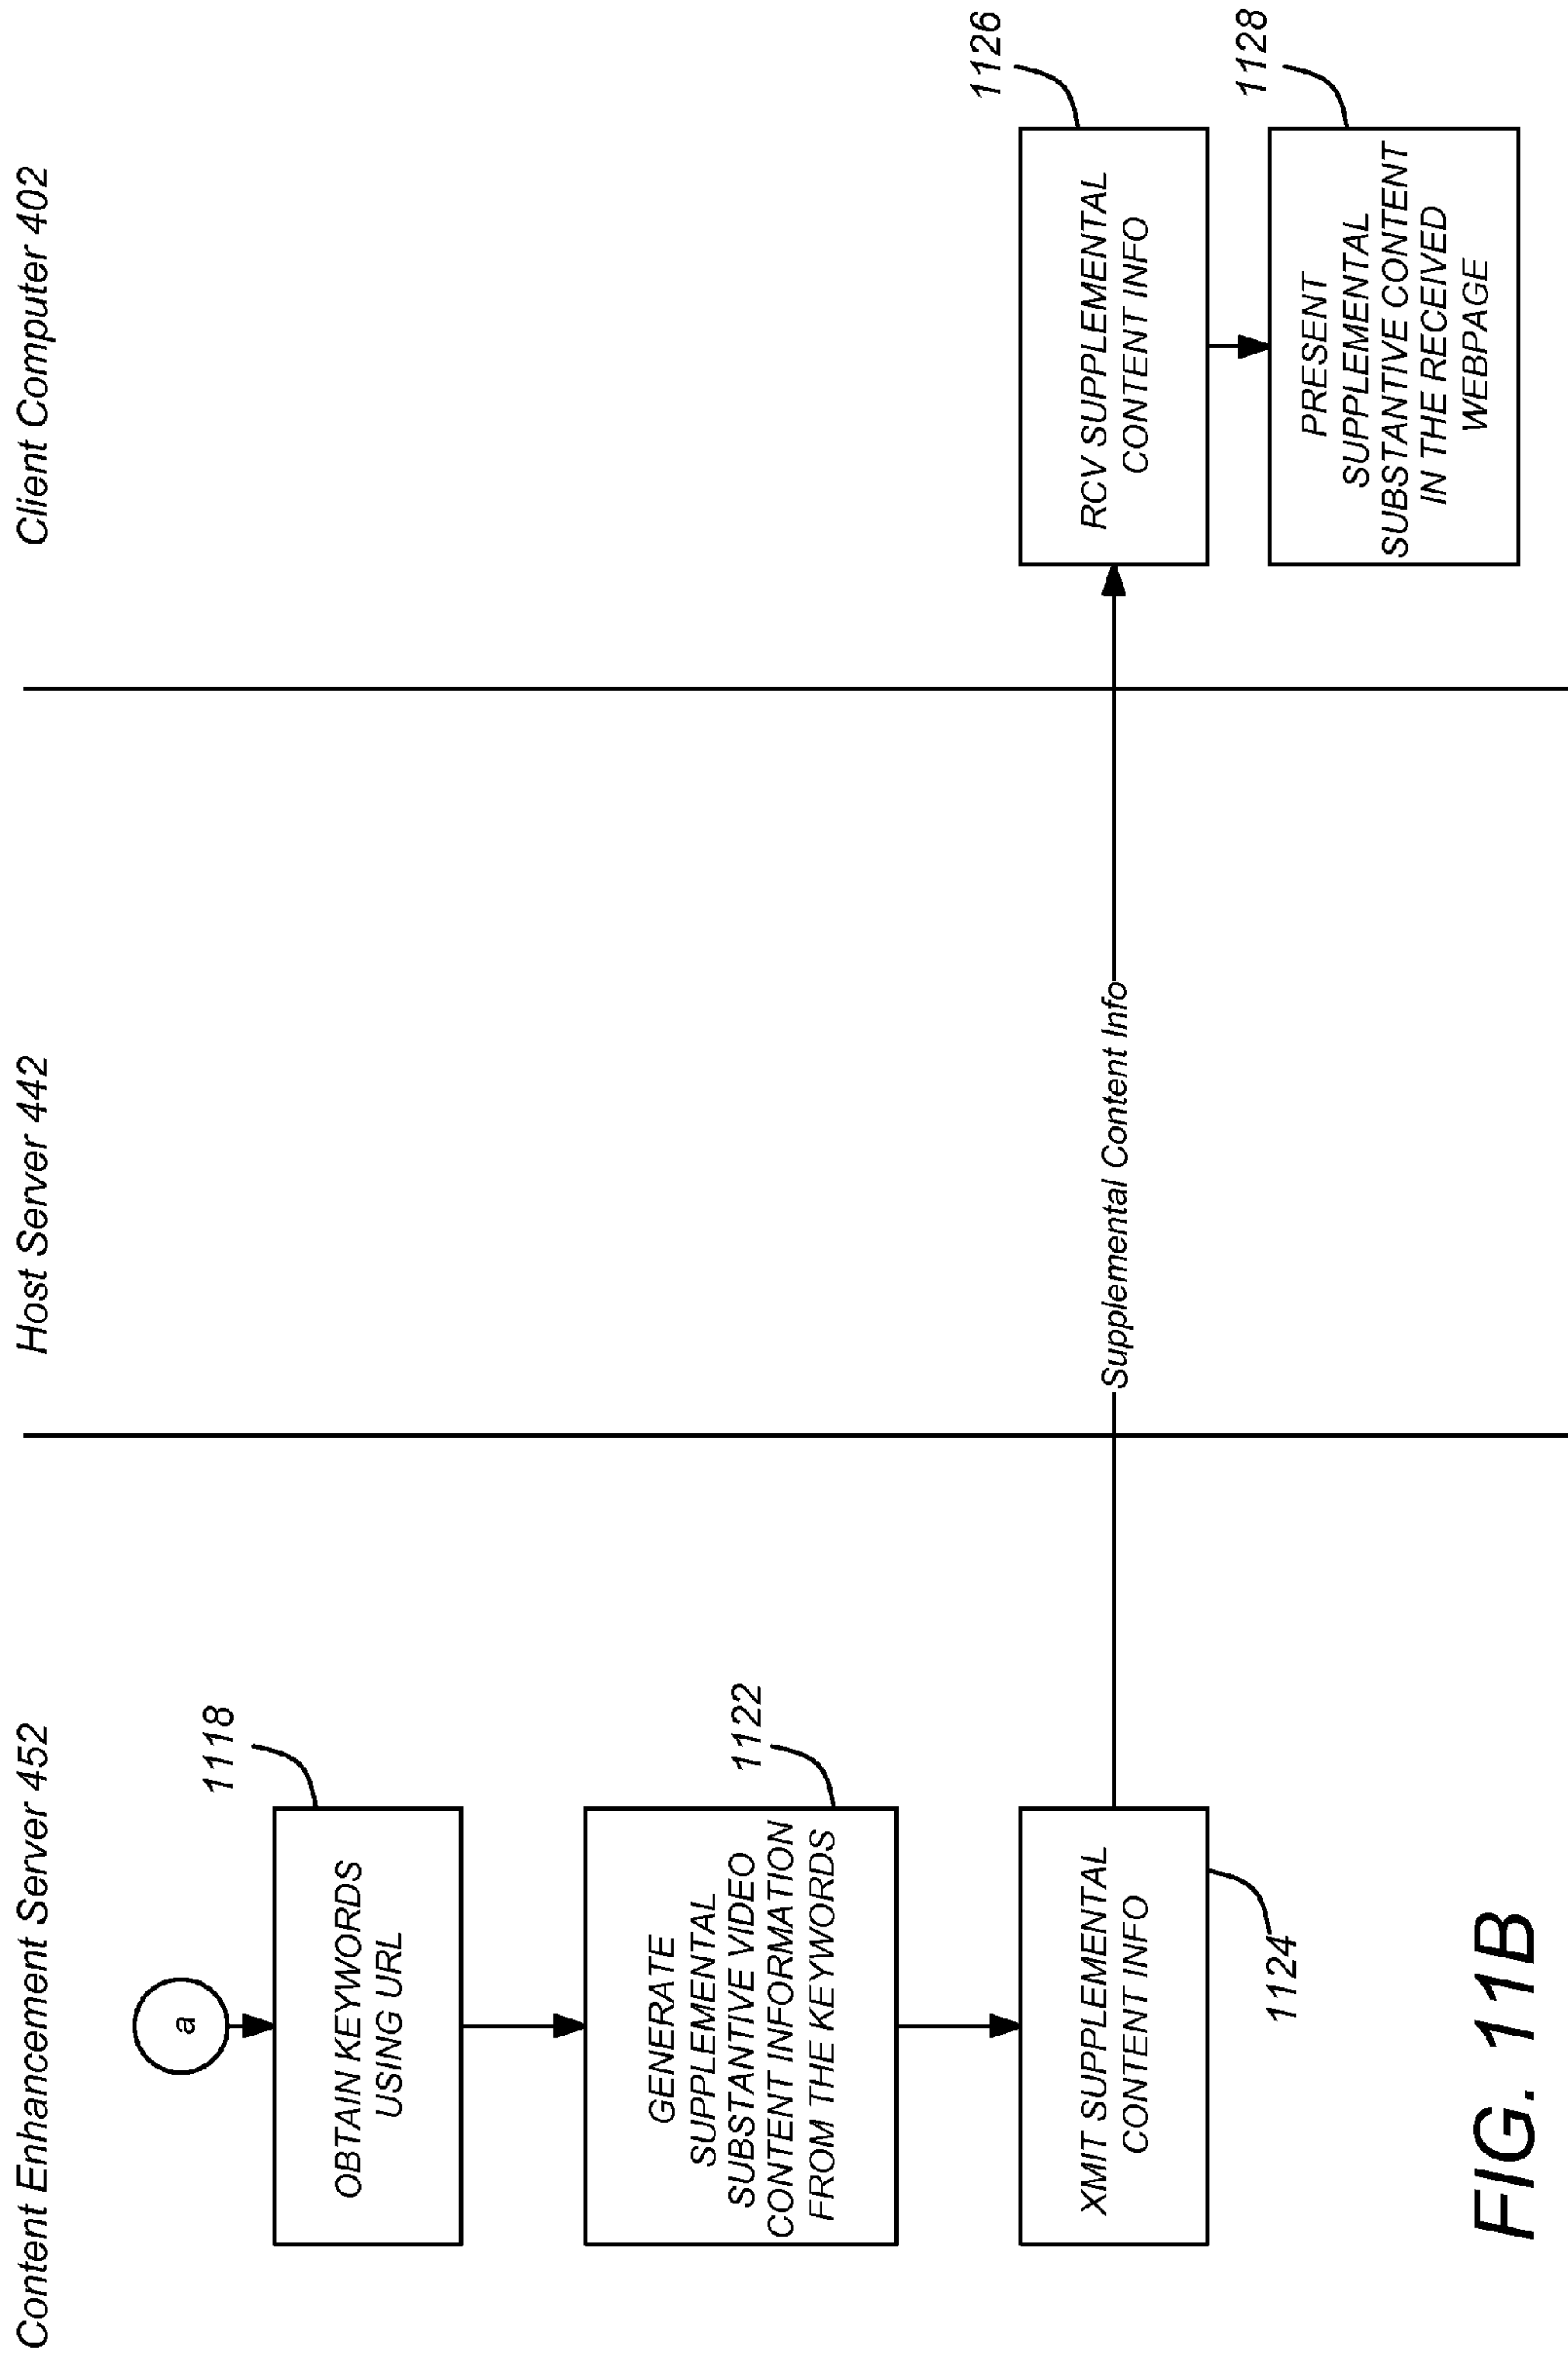 Content Enhancement Server 452
Host Server 442
Client Computer 402
a
1118
OBTAIN KEYWORDS
USING URL
1122
GENERATE
SUPPLEMENTAL
SUBSTANTIVE VIDEO
CONTENT INFORMATION
FROM THE KEYWORDS
XMIT SUPPLEMENTAL
CONTENT INFO
1124
Supplemental Content Info
1126
RCV SUPPLEMENTAL
CONTENT INFO
1128
PRESENT
SUPPLEMENTAL
SUBSTANTIVE CONTENT
IN THE RECEIVED
WEBPAGE
FIG. 11B